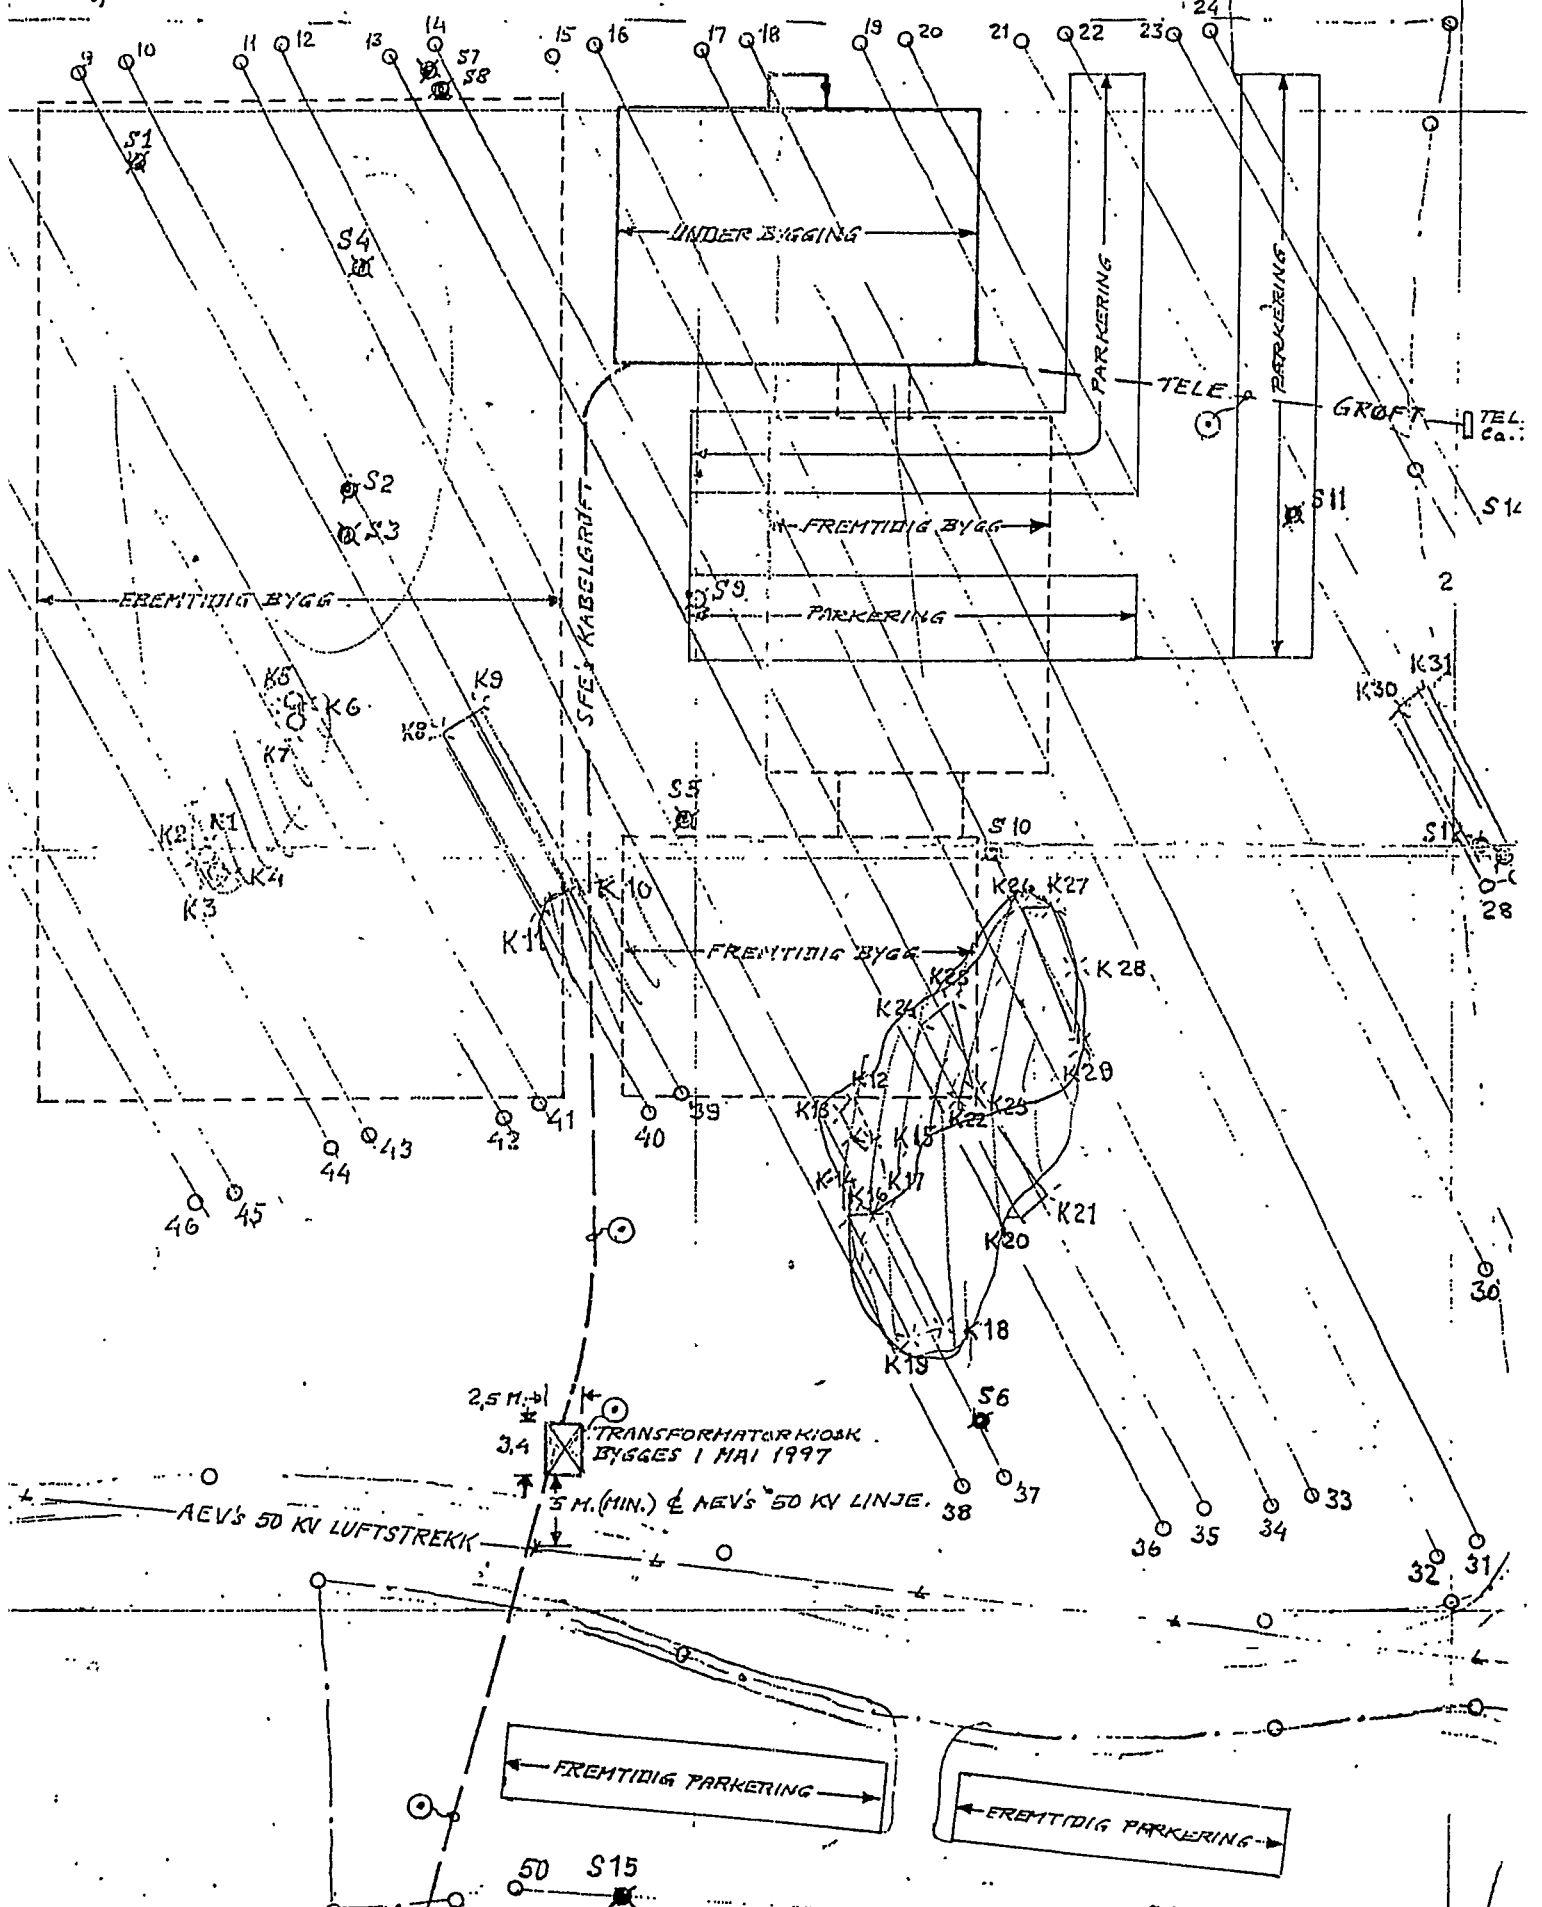 9 10 11 12 13 14 15 16 17 18 19 20 21 22 23 24
S7
S8
S1
S4
UNDER BYGGING
PARKERING
PARKERING
TELE
GRØFT
TEL.
ca.:
S2
S3
S11
S14
FREMTIDIG BYGG
SFE's KABELGRØFT
2
FREMTIDIG BYGG
S9
PARKERING
K5
K6
K7
K8
K9
K30
K31
S5
S10
K2
N1
K4
K3
K10
K11
K26
K27
28
FREMTIDIG BYGG
K28
K25
K24
K12
K13
K29
K22
K23
K15
K14
K16
K17
K20
K21
39
40
41
42
43
44
45
46
30
K18
K19
S6
2,5 M.
3,4
TRANSFORMATORKIOSK
BYGGES I MAI 1997
5 M. (MIN.) ₵ AEV's 50 KV LINJE.
AEV's 50 KV LUFTSTREKK
38
37
36
35
34
33
32
31
FREMTIDIG PARKERING
FREMTIDIG PARKERING
50
S15